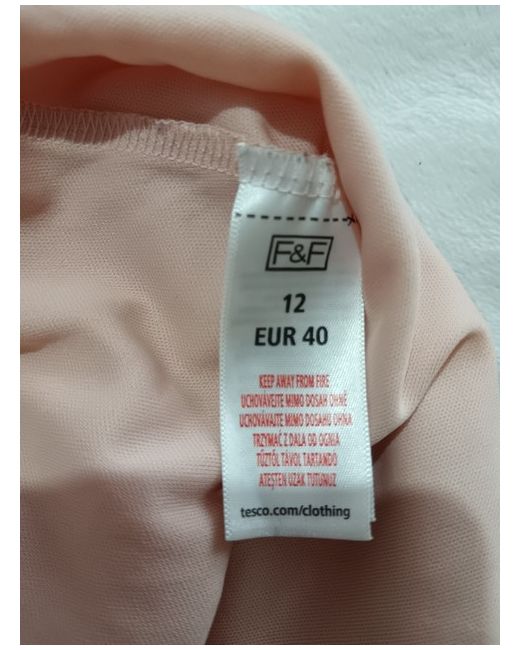 F&F
12
EUR 40
KEEP AWAY FROM FIRE
UCHOVÁVEJTE MIMO DOSAH OHNĚ
UCHOVÁVAJTE MIMO DOSAHU OHŇA
TRZYMAĆ Z DALA OD OGNIA
TŰZTŐL TÁVOL TARTANDÓ
ATEŞTEN UZAK TUTUNUZ
tesco.com/clothing